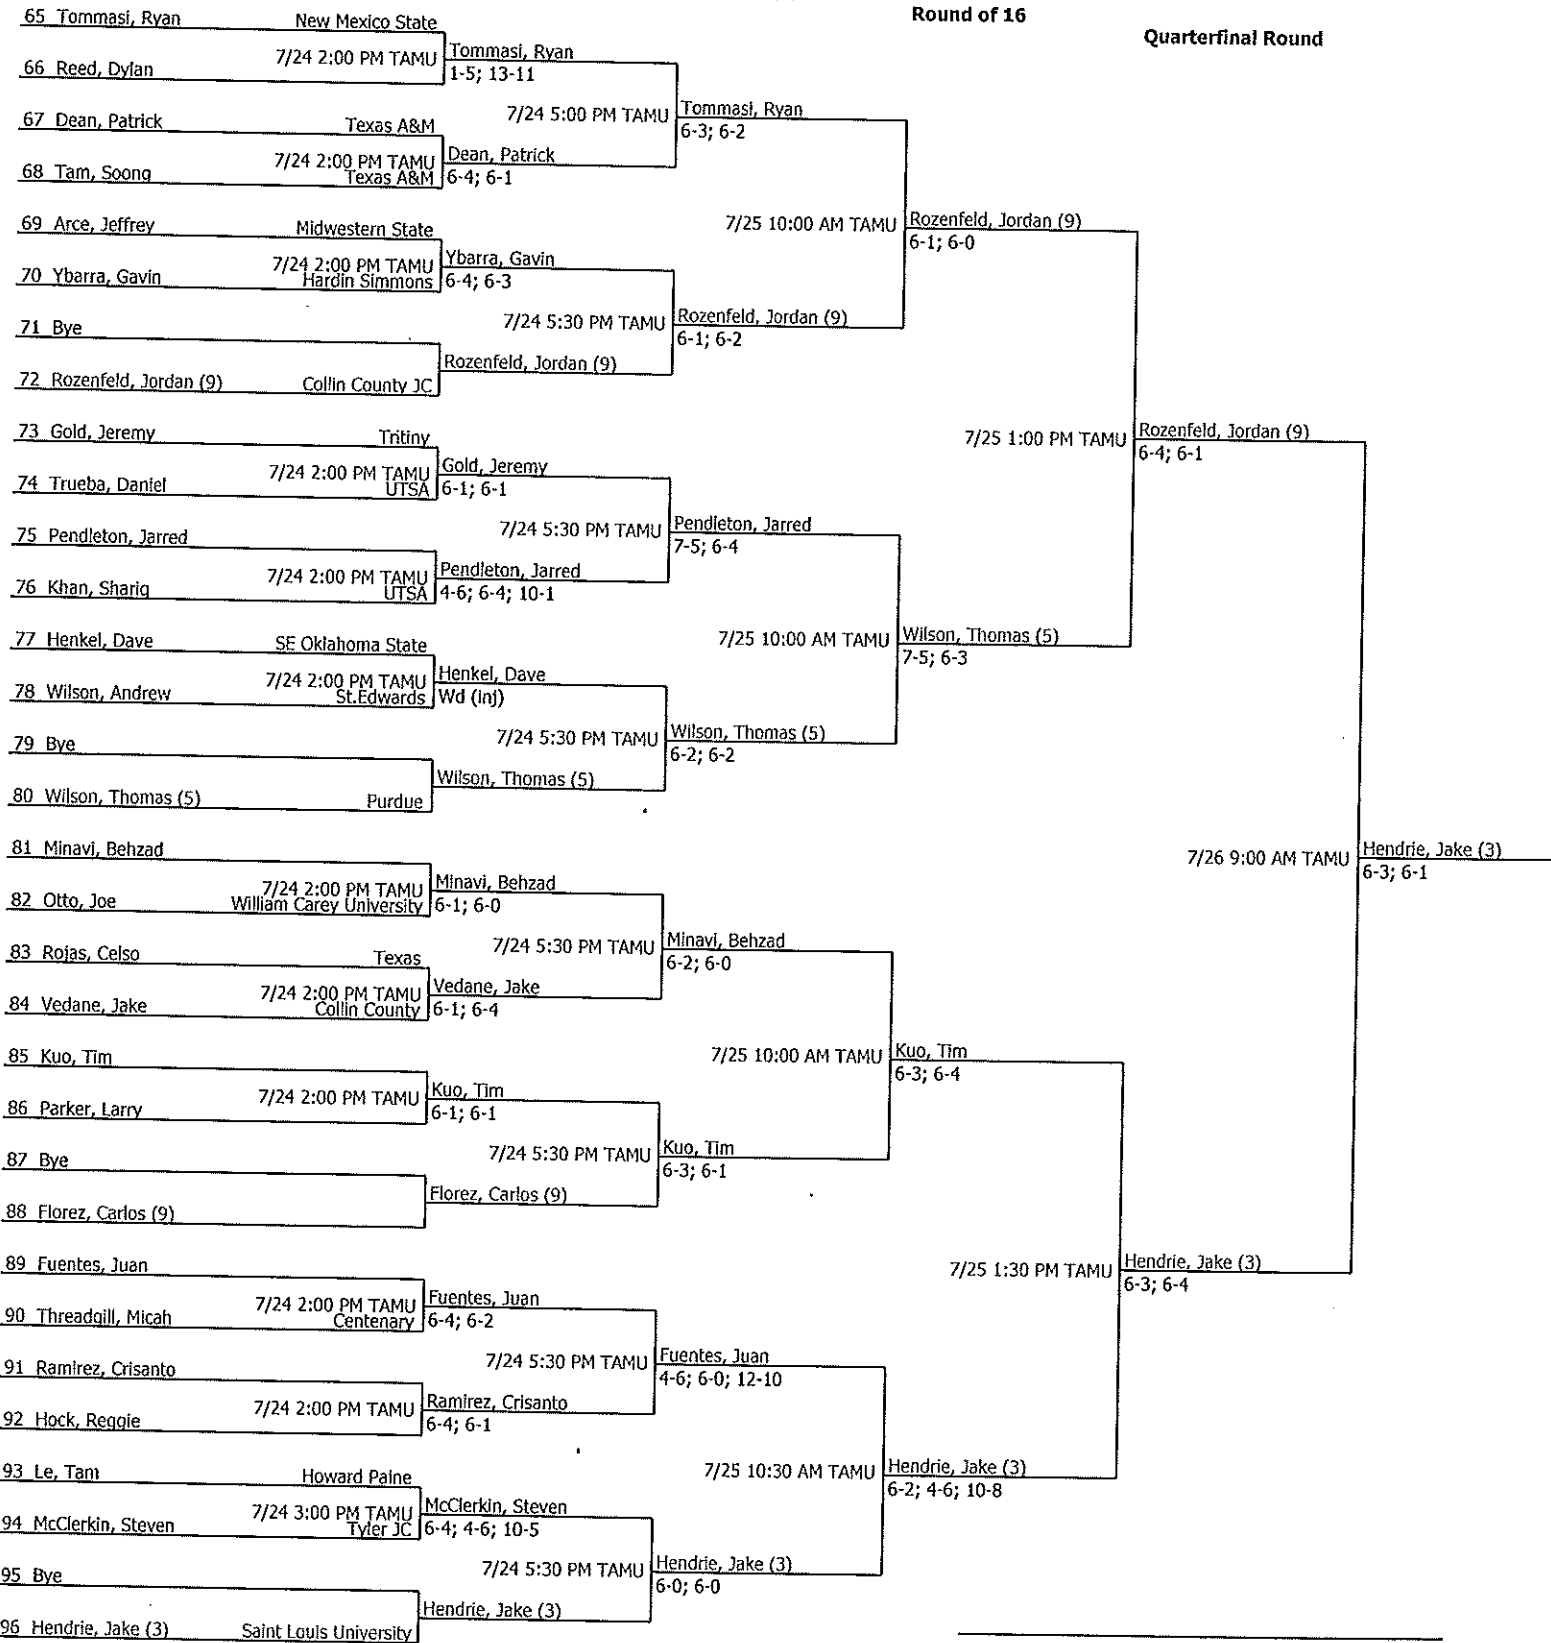 Round of 16
Quarterfinal Round
65 Tommasi, Ryan New Mexico State
7/24 2:00 PM TAMU
Tommasi, Ryan
1-5; 13-11
66 Reed, Dylan
7/24 5:00 PM TAMU
Tommasi, Ryan
6-3; 6-2
67 Dean, Patrick Texas A&M
7/24 2:00 PM TAMU
Dean, Patrick
6-4; 6-1
68 Tam, Soong Texas A&M
7/25 10:00 AM TAMU
Rozenfeld, Jordan (9)
6-1; 6-0
69 Arce, Jeffrey Midwestern State
7/24 2:00 PM TAMU
Ybarra, Gavin
6-4; 6-3
70 Ybarra, Gavin Hardin Simmons
7/24 5:30 PM TAMU
Rozenfeld, Jordan (9)
6-1; 6-2
71 Bye
Rozenfeld, Jordan (9)
72 Rozenfeld, Jordan (9) Collin County JC
7/25 1:00 PM TAMU
Rozenfeld, Jordan (9)
6-4; 6-1
73 Gold, Jeremy Tritiny
7/24 2:00 PM TAMU
Gold, Jeremy
6-1; 6-1
74 Trueba, Daniel UTSA
7/24 5:30 PM TAMU
Pendleton, Jarred
7-5; 6-4
75 Pendleton, Jarred
7/24 2:00 PM TAMU
Pendleton, Jarred
4-6; 6-4; 10-1
76 Khan, Shariq UTSA
7/25 10:00 AM TAMU
Wilson, Thomas (5)
7-5; 6-3
77 Henkel, Dave SE Oklahoma State
7/24 2:00 PM TAMU
Henkel, Dave
Wd (inj)
78 Wilson, Andrew St.Edwards
7/24 5:30 PM TAMU
Wilson, Thomas (5)
6-2; 6-2
79 Bye
Wilson, Thomas (5)
80 Wilson, Thomas (5) Purdue
7/26 9:00 AM TAMU
Hendrie, Jake (3)
6-3; 6-1
81 Minavi, Behzad
7/24 2:00 PM TAMU
Minavi, Behzad
6-1; 6-0
82 Otto, Joe William Carey University
7/24 5:30 PM TAMU
Minavi, Behzad
6-2; 6-0
83 Rojas, Celso Texas
7/24 2:00 PM TAMU
Vedane, Jake
6-1; 6-4
84 Vedane, Jake Collin County
7/25 10:00 AM TAMU
Kuo, Tim
6-3; 6-4
85 Kuo, Tim
7/24 2:00 PM TAMU
Kuo, Tim
6-1; 6-1
86 Parker, Larry
7/24 5:30 PM TAMU
Kuo, Tim
6-3; 6-1
87 Bye
Florez, Carlos (9)
88 Florez, Carlos (9)
7/25 1:30 PM TAMU
Hendrie, Jake (3)
6-3; 6-4
89 Fuentes, Juan
7/24 2:00 PM TAMU
Fuentes, Juan
6-4; 6-2
90 Threadgill, Micah Centenary
7/24 5:30 PM TAMU
Fuentes, Juan
4-6; 6-0; 12-10
91 Ramirez, Crisanto
7/24 2:00 PM TAMU
Ramirez, Crisanto
6-4; 6-1
92 Hock, Reggie
7/25 10:30 AM TAMU
Hendrie, Jake (3)
6-2; 4-6; 10-8
93 Le, Tam Howard Paine
7/24 3:00 PM TAMU
McClerkin, Steven
6-4; 4-6; 10-5
94 McClerkin, Steven Tyler JC
7/24 5:30 PM TAMU
Hendrie, Jake (3)
6-0; 6-0
95 Bye
Hendrie, Jake (3)
96 Hendrie, Jake (3) Saint Louis University